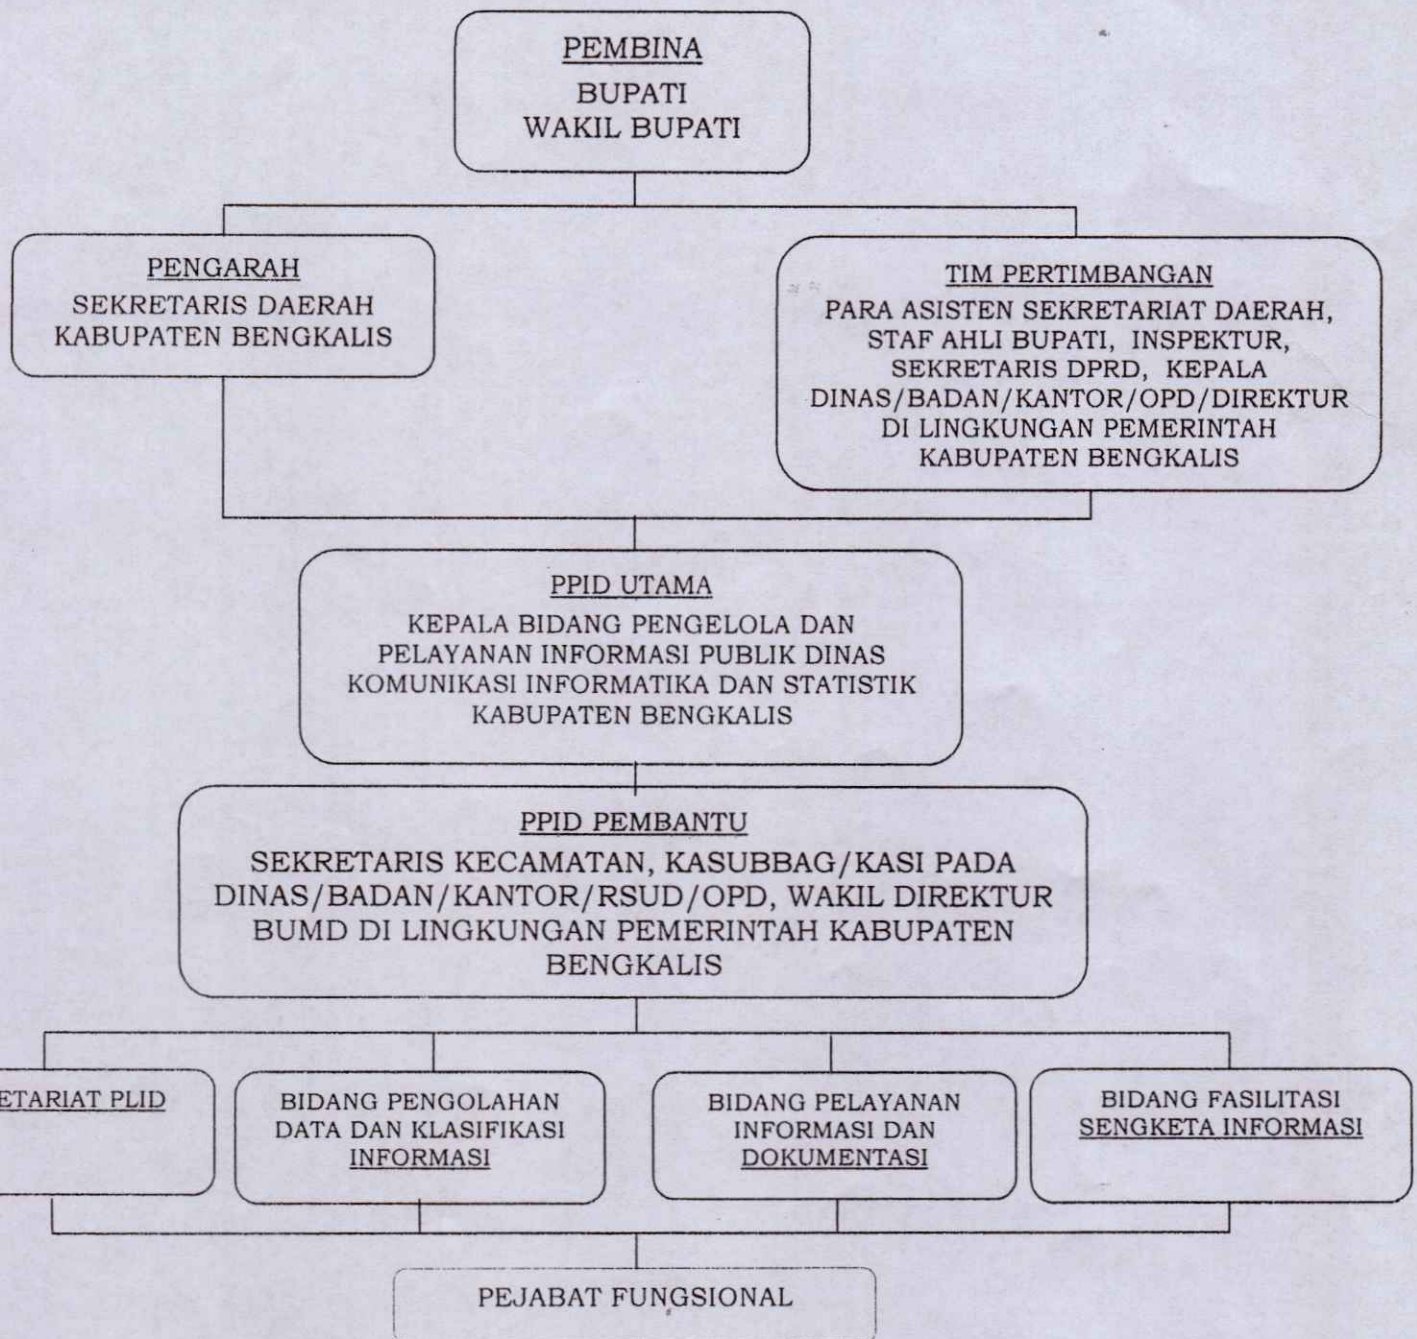 PEMBINA
BUPATI
WAKIL BUPATI
PENGARAH
SEKRETARIS DAERAH
KABUPATEN BENGKALIS
TIM PERTIMBANGAN
PARA ASISTEN SEKRETARIAT DAERAH,
STAF AHLI BUPATI, INSPEKTUR,
SEKRETARIS DPRD, KEPALA
DINAS/BADAN/KANTOR/OPD/DIREKTUR
DI LINGKUNGAN PEMERINTAH
KABUPATEN BENGKALIS
PPID UTAMA
KEPALA BIDANG PENGELOLA DAN
PELAYANAN INFORMASI PUBLIK DINAS
KOMUNIKASI INFORMATIKA DAN STATISTIK
KABUPATEN BENGKALIS
PPID PEMBANTU
SEKRETARIS KECAMATAN, KASUBBAG/KASI PADA
DINAS/BADAN/KANTOR/RSUD/OPD, WAKIL DIREKTUR
BUMD DI LINGKUNGAN PEMERINTAH KABUPATEN
BENGKALIS
ETARIAT PLID
BIDANG PENGOLAHAN
DATA DAN KLASIFIKASI
INFORMASI
BIDANG PELAYANAN
INFORMASI DAN
DOKUMENTASI
BIDANG FASILITASI
SENGKETA INFORMASI
PEJABAT FUNGSIONAL